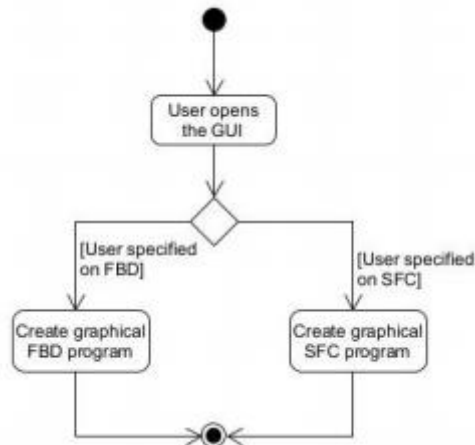 User opens
the GUI
[User specified
on FBD]
[User specified
on SFC]
Create graphical
FBD program
Create graphical
SFC program